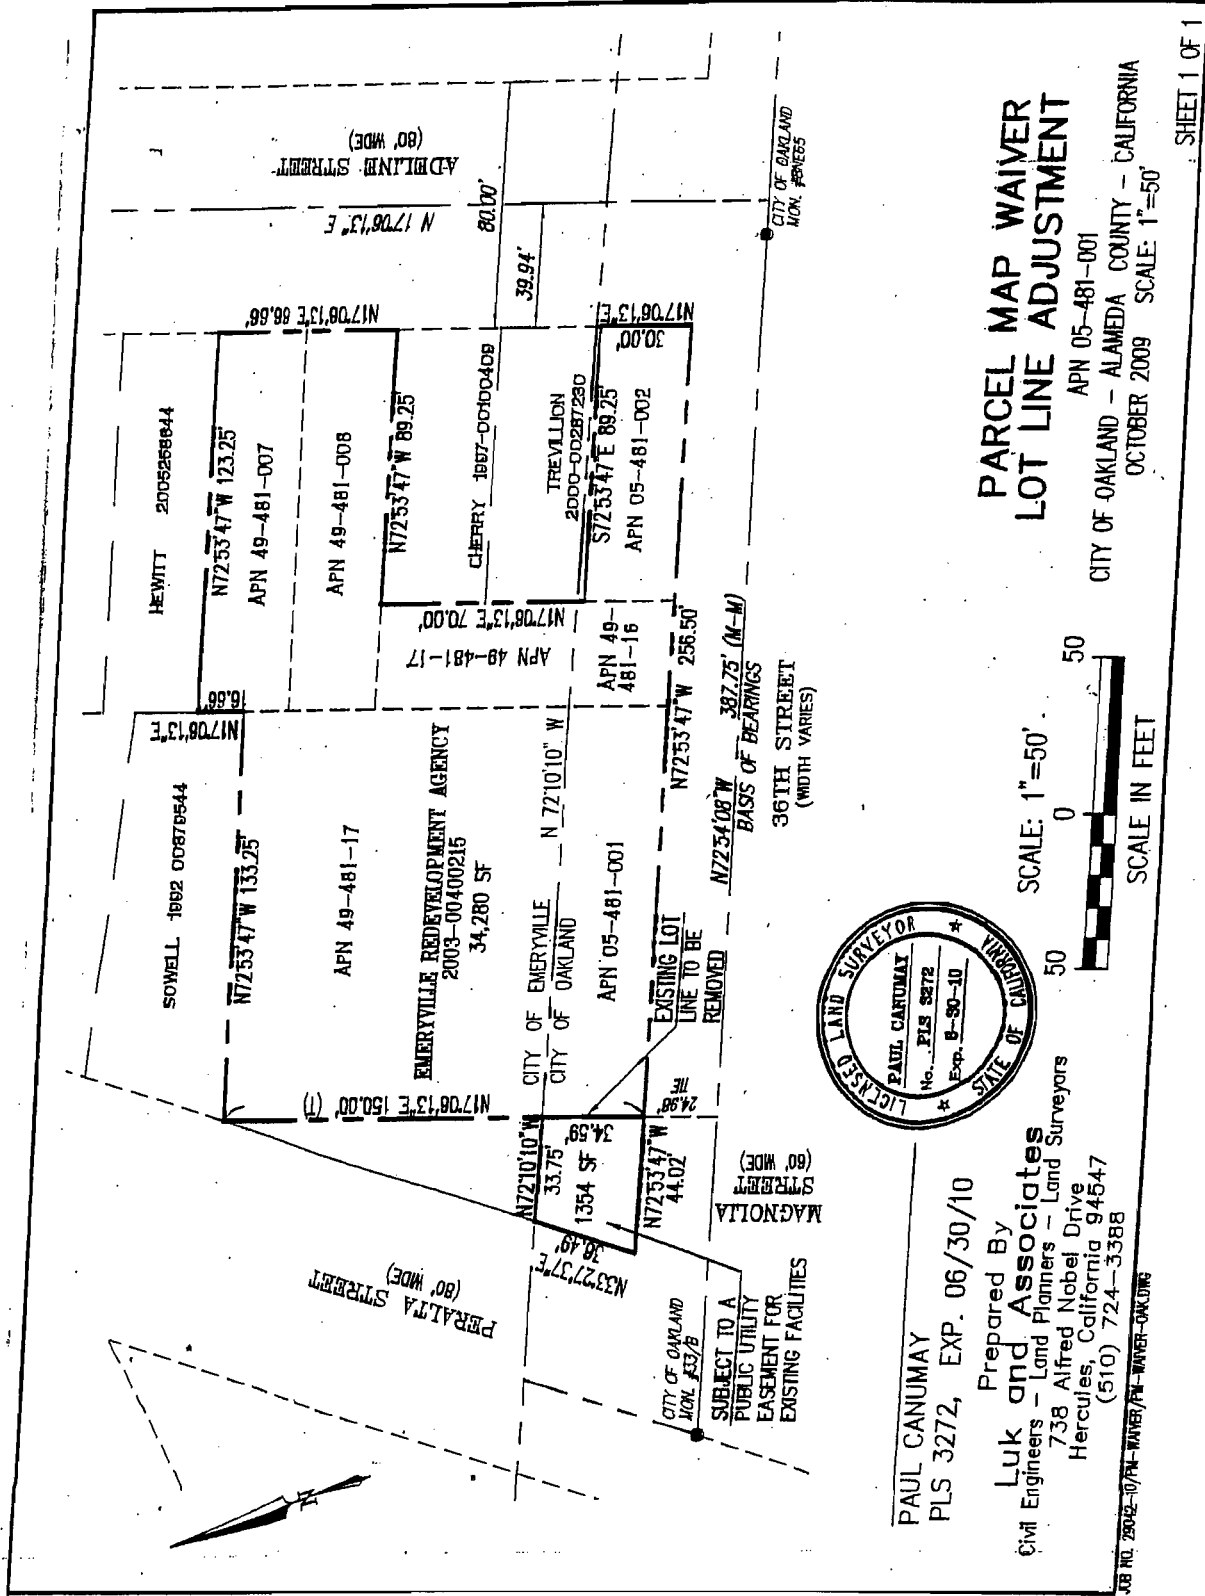 ADELINE STREET
(80' WIDE)
N 17°06'13" E
80.00'
39.94'
CITY OF OAKLAND
MON.
HEWITT 2005258844
N72°53'47"W 123.25'
APN 49-481-007
N17°06'13"E 66.66'
APN 49-481-008
N72°53'47"W 89.25'
CHERRY 1997-00100409
TREVILLION
2000-00287230
S72°53'47"E 89.25'
APN 05-481-002
30.00'
N17°06'13"E
N17°06'13"E 70.00'
APN 49-481-17
APN 49-
481-16
6.66'
N17°06'13"E
SOWELL 1992 00879544
N72°53'47"W 133.25'
APN 49-481-17
EMERYVILLE REDEVELOPMENT AGENCY
2003-00400215
34,280 SF
CITY OF EMERYVILLE
CITY OF OAKLAND
N 72°10'10" W
APN 05-481-001
N72°53'47"W 256.50'
N72°54'08"W 387.75' (M-M)
BASIS OF BEARINGS
36TH STREET
(WIDTH VARIES)
EXISTING LOT
LINE TO BE
REMOVED
N17°06'13"E 150.00' (T)
24.98'
TIE
N72°10'10"W
33.75'
34.59'
1354 SF
N72°53'47"W
44.02'
36.49'
N33°27'37"E
MAGNOLIA
STREET
(60' WIDE)
PERALTA
STREET
(80' WIDE)
CITY OF OAKLAND
MON. #33/B
SUBJECT TO A
PUBLIC UTILITY
EASEMENT FOR
EXISTING FACILITIES
N
PARCEL MAP WAIVER
LOT LINE ADJUSTMENT
APN 05-481-001
CITY OF OAKLAND - ALAMEDA COUNTY - CALIFORNIA
OCTOBER 2009 SCALE: 1"=50'
SHEET 1 OF 1
SCALE: 1"=50'
50 0 50
SCALE IN FEET
LICENSED LAND SURVEYOR
PAUL CANUMAY
No. PLS 3272
STATE OF CALIFORNIA
PAUL CANUMAY
PLS 3272, EXP. 06/30/10
Prepared By
Luk and Associates
Civil Engineers - Land Planners - Land Surveyors
738 Alfred Nobel Drive
Hercules, California 94547
(510) 724-3388
JOB NO. 29042-10/PM-WAIVER/PM-WAIVER-OAK.DWG